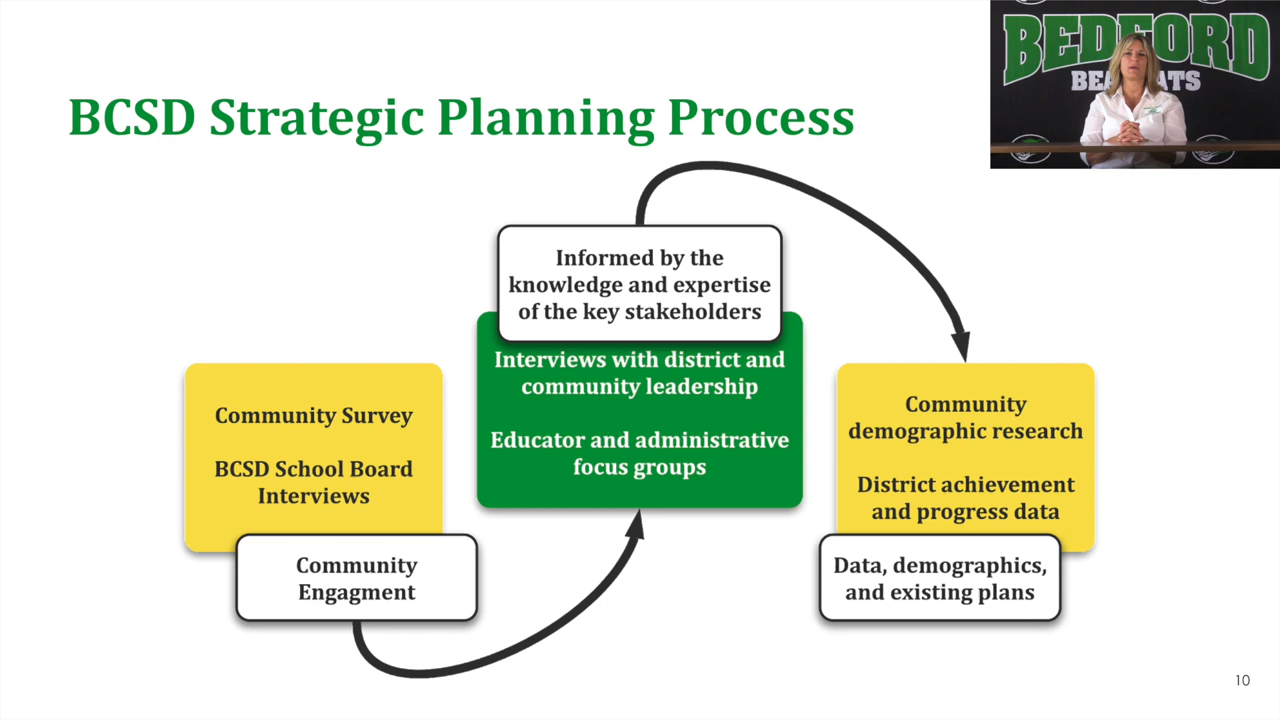 BEDFORD
BEA CATS
BCSD Strategic Planning Process
Informed by the
knowledge and expertise
of the key stakeholders
Interviews with district and
community leadership
Educator and administrative
focus groups
Community Survey
BCSD School Board
Interviews
Community
Engagment
Community
demographic research
District achievement
and progress data
Data, demographics,
and existing plans
10